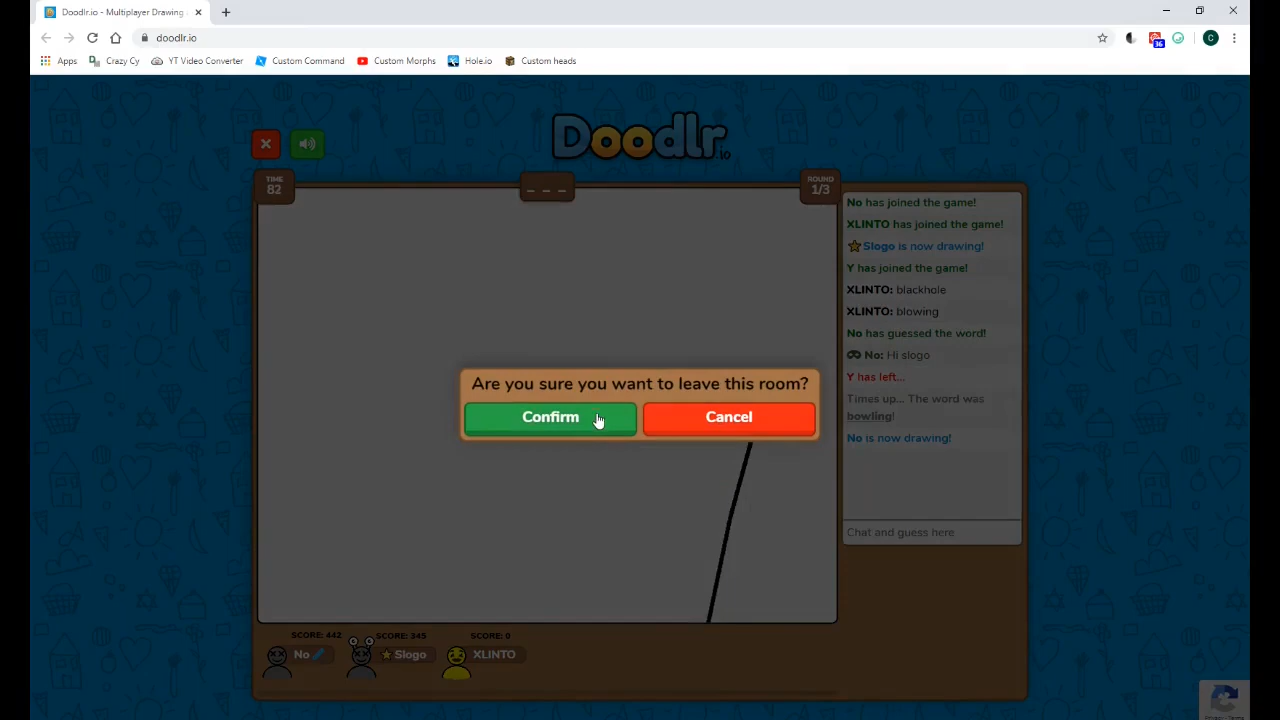 Doodlr.io - Multiplayer Drawing
doodlr.io
36
C
Apps
Crazy Cy
YT Video Converter
Custom Command
Custom Morphs
Hole.io
Custom heads
Doodlr.io
TIME
82
_ _ _
ROUND
1/3
No has joined the game!
XLINTO has joined the game!
Slogo is now drawing!
Y has joined the game!
XLINTO: blackhole
XLINTO: blowing
No has guessed the word!
No: Hi slogo
Y has left...
Times up... The word was
bowling!
No is now drawing!
Chat and guess here
Are you sure you want to leave this room?
Confirm
Cancel
SCORE: 442
No
SCORE: 345
Slogo
SCORE: 0
XLINTO